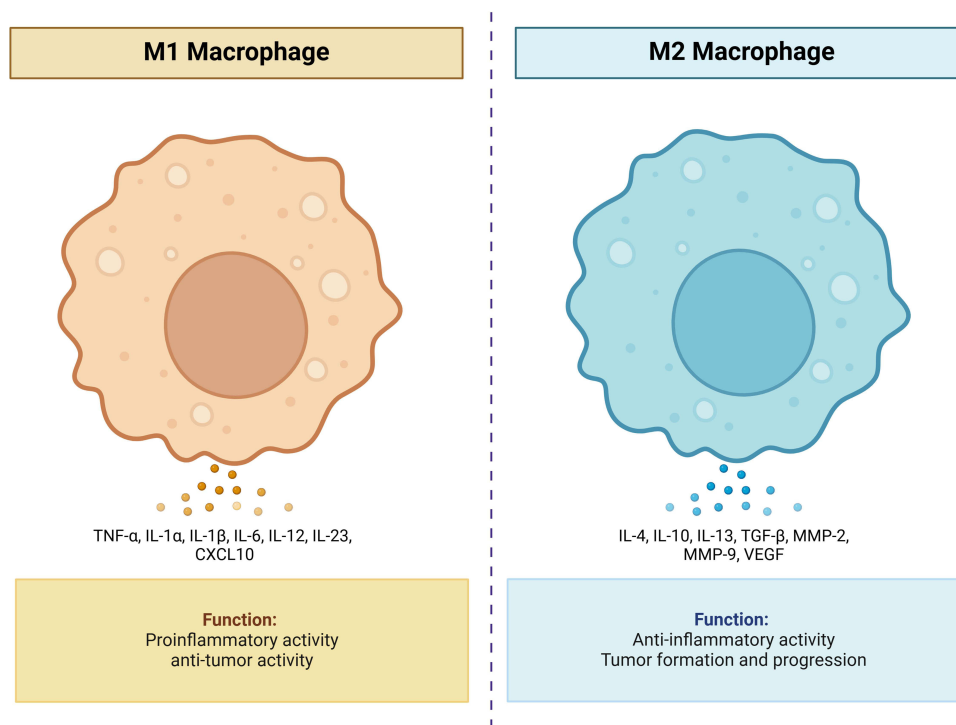 M1 Macrophage
TNF-α, IL-1α, IL-1β, IL-6, IL-12, IL-23,
CXCL10
Function:
Proinflammatory activity
anti-tumor activity
M2 Macrophage
IL-4, IL-10, IL-13, TGF-β, MMP-2,
MMP-9, VEGF
Function:
Anti-inflammatory activity
Tumor formation and progression